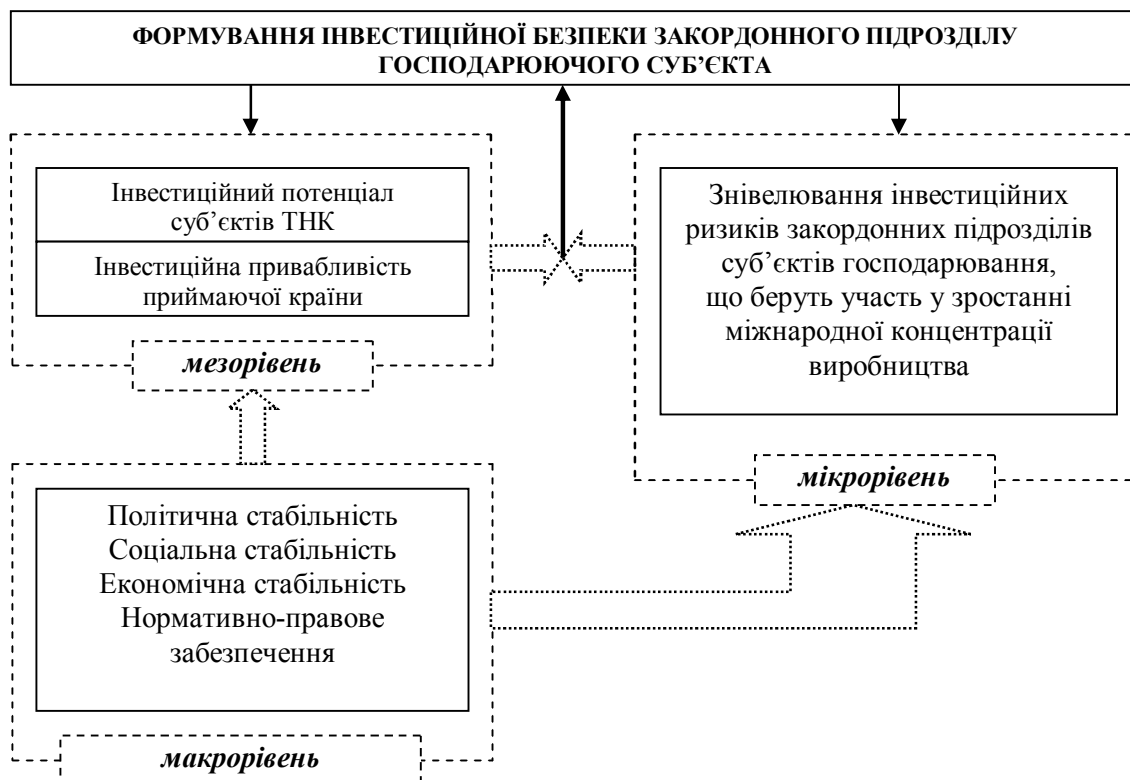 ФОРМУВАННЯ ІНВЕСТИЦІЙНОЇ БЕЗПЕКИ ЗАКОРДОННОГО ПІДРОЗДІЛУ
ГОСПОДАРЮЮЧОГО СУБ’ЄКТА
Інвестиційний потенціал
суб’єктів ТНК
Інвестиційна привабливість
приймаючої країни
мезорівень
Знівелювання інвестиційних
ризиків закордонних підрозділів
суб’єктів господарювання,
що беруть участь у зростанні
міжнародної концентрації
виробництва
мікрорівень
Політична стабільність
Соціальна стабільність
Економічна стабільність
Нормативно-правове
забезпечення
макрорівень